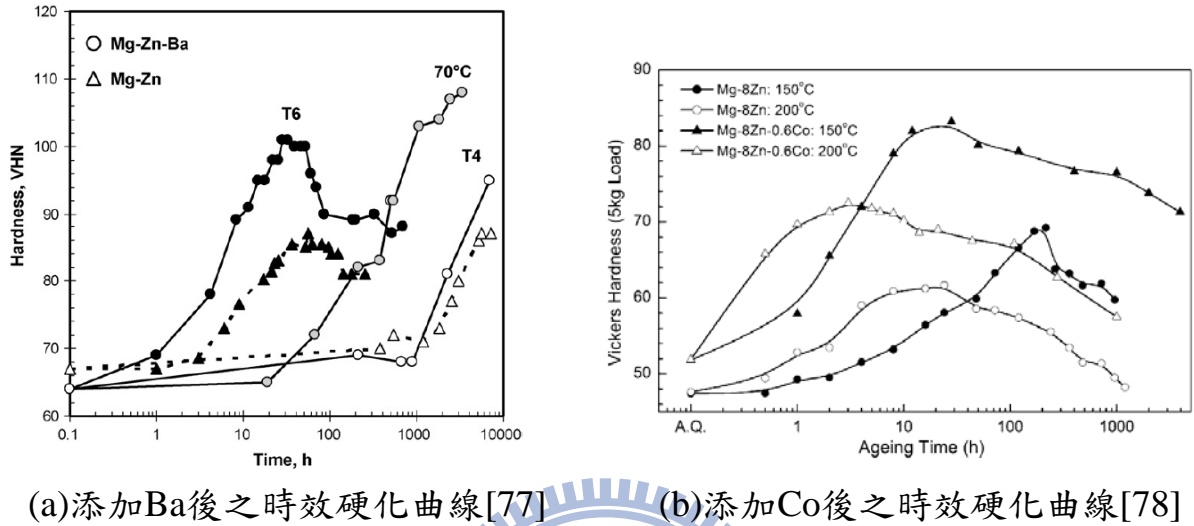 120
110
100
90
80
70
60
Hardness, VHN
Mg-Zn-Ba
Mg-Zn
T6
70°C
T4
0.1 1 10 100 1000 10000
Time, h
90
80
70
60
50
Vickers Hardness (5kg Load)
Mg-8Zn: 150°C
Mg-8Zn: 200°C
Mg-8Zn-0.6Co: 150°C
Mg-8Zn-0.6Co: 200°C
A.Q. 1 10 100 1000
Ageing Time (h)
(a)添加Ba後之時效硬化曲線[77]
(b)添加Co後之時效硬化曲線[78]